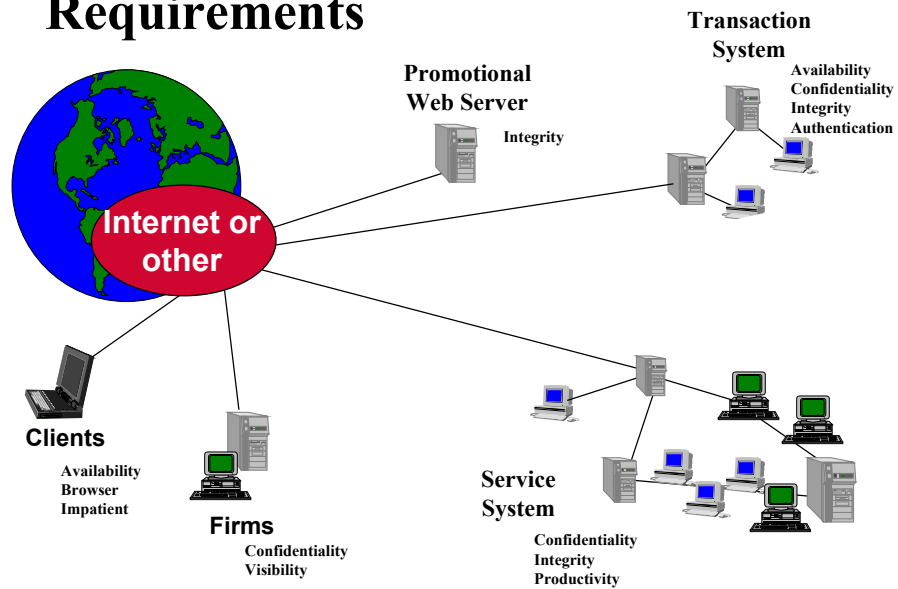 Requirements
Transaction
System
Availability
Confidentiality
Integrity
Authentication
Promotional
Web Server
Integrity
Internet or
other
Clients
Availability
Browser
Impatient
Firms
Confidentiality
Visibility
Service
System
Confidentiality
Integrity
Productivity